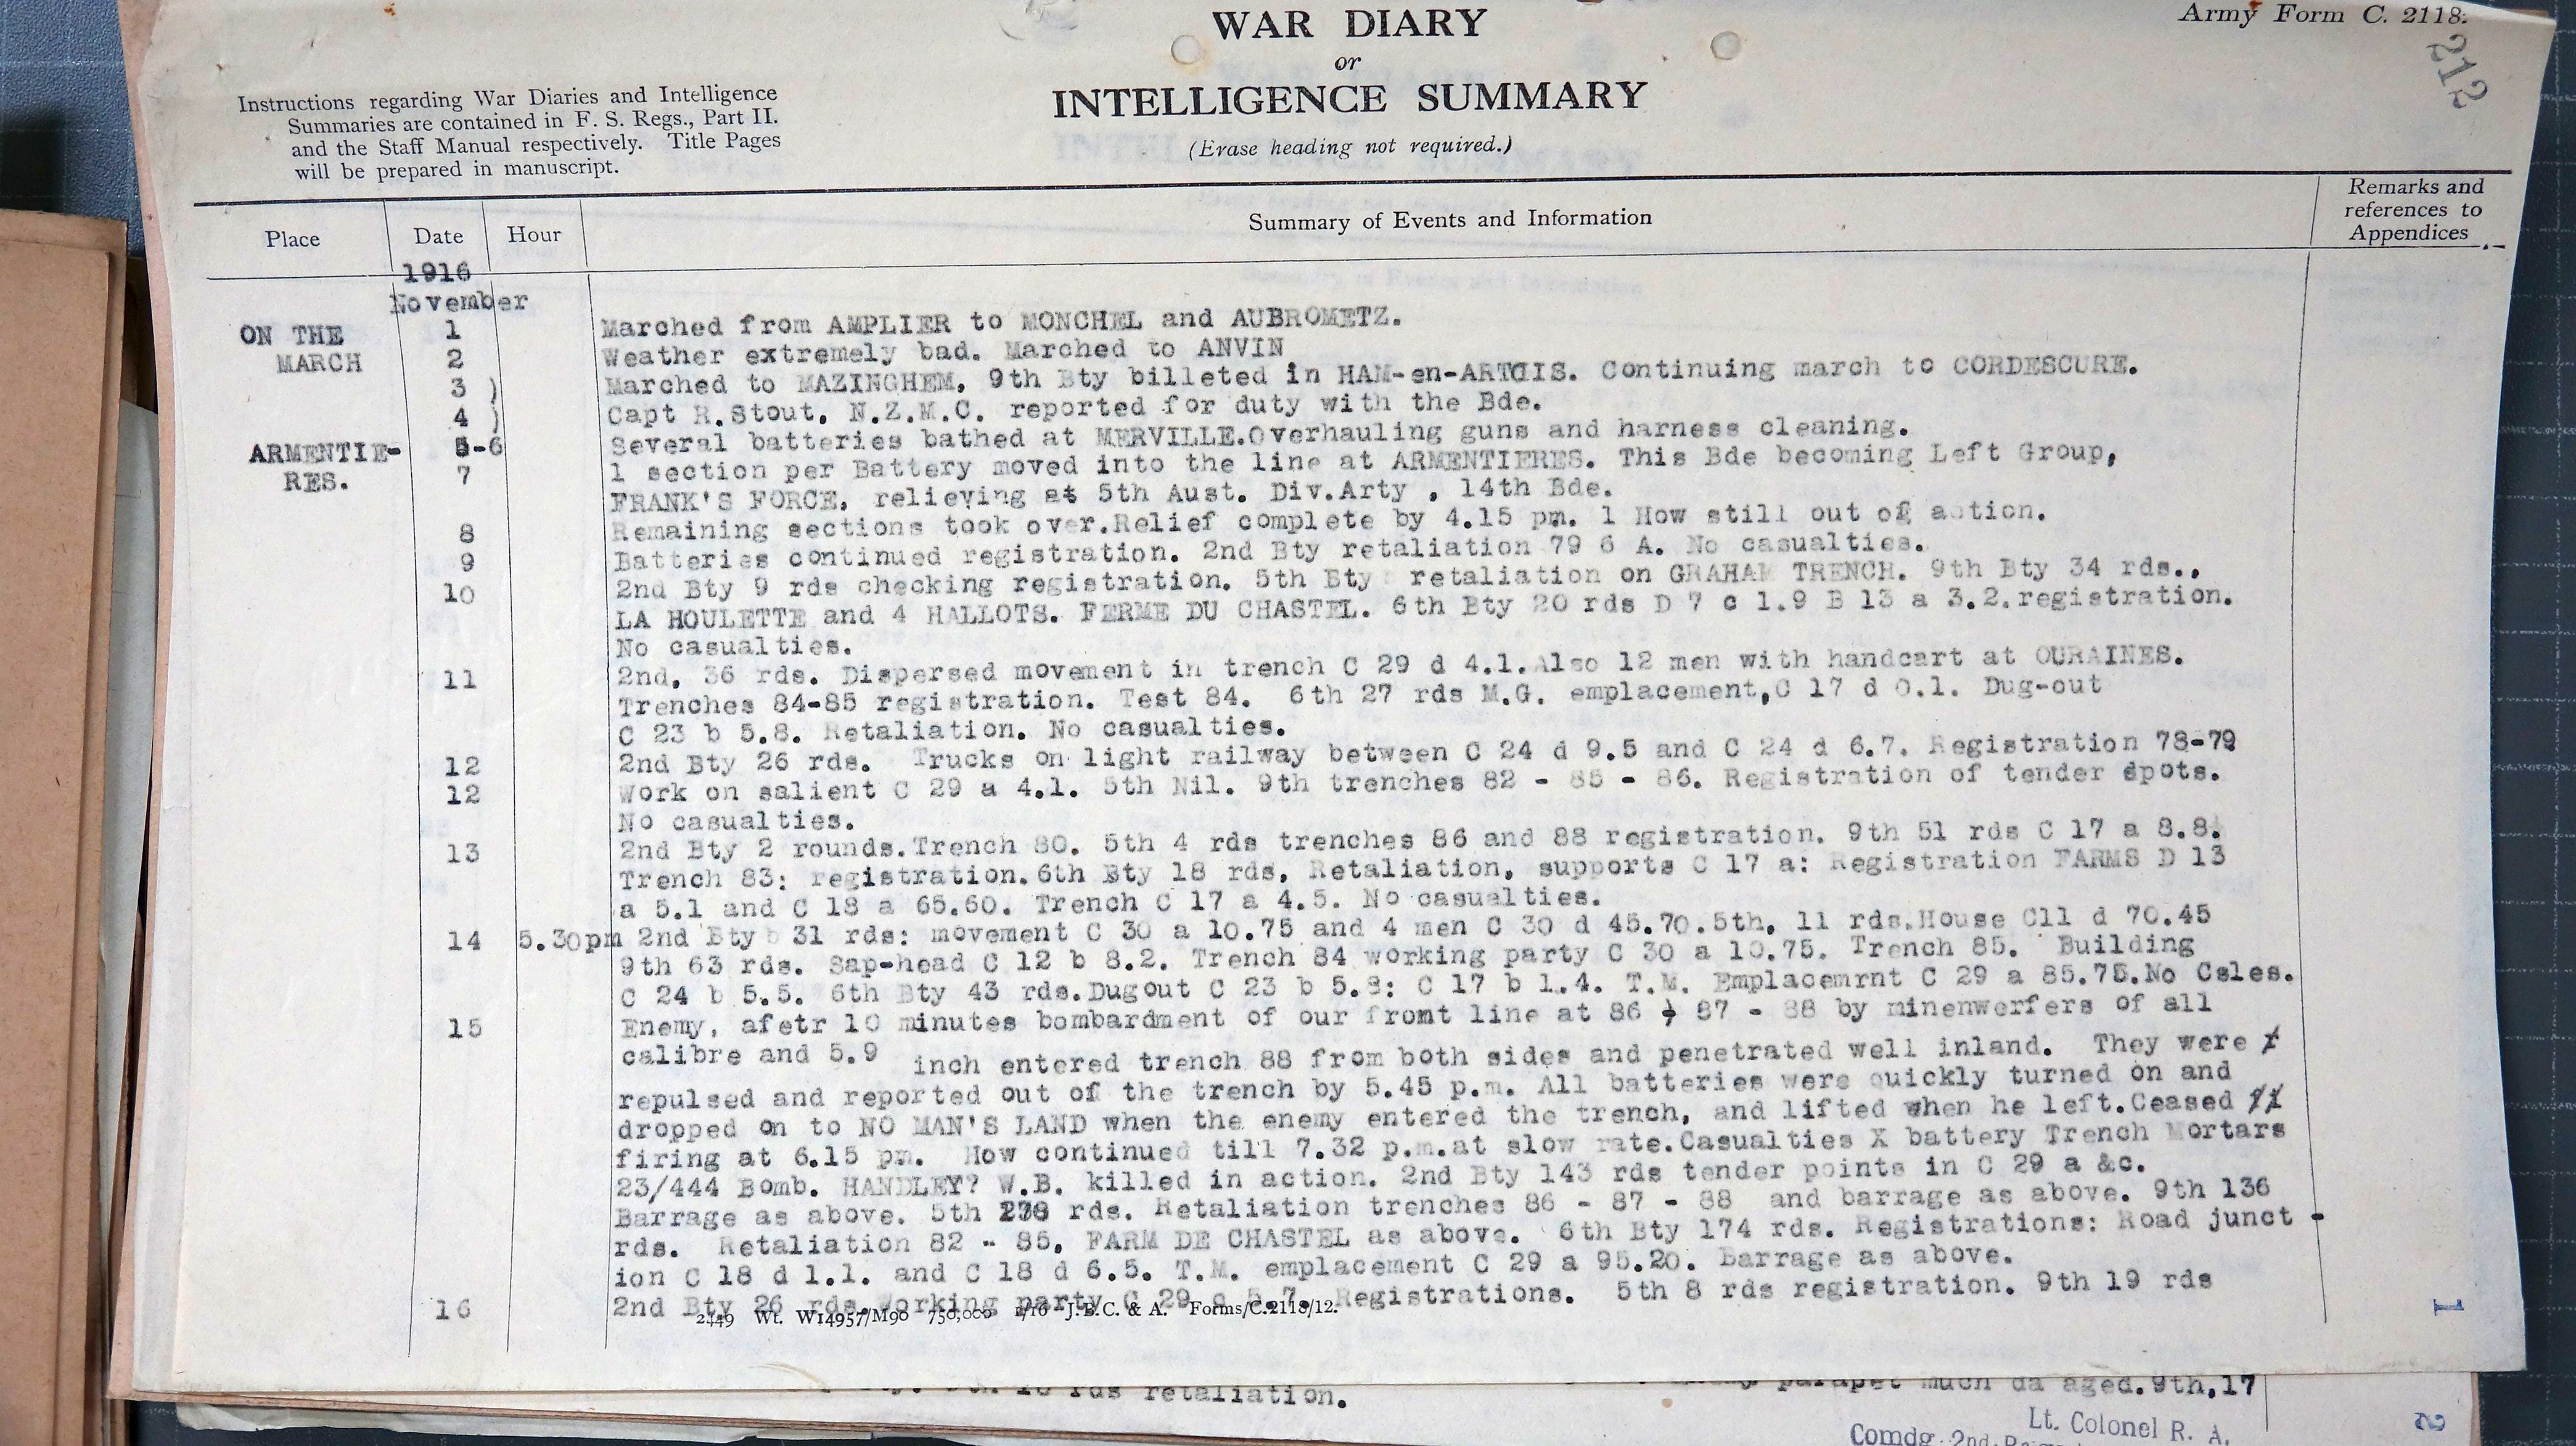 WAR DIARY
or
INTELLIGENCE SUMMARY
(Erase heading not required.)
Army Form C. 2118.
212
Instructions regarding War Diaries and Intelligence
Summaries are contained in F. S. Regs., Part II.
and the Staff Manual respectively. Title Pages
will be prepared in manuscript.
Place Date Hour Summary of Events and Information Remarks and references to Appendices
1916
November
ON THE 1 Marched from AMPLIER to MONCHEL and AUBROMETZ.
MARCH 2 Weather extremely bad. Marched to ANVIN
3 ) Marched to MAZINGHEM, 9th Bty billeted in HAM-en-ARTOIS. Continuing march to CORDESCURE.
4 ) Capt R.Stout, N.Z.M.C. reported for duty with the Bde.
ARMENTIE- 5-6 Several batteries bathed at MERVILLE.Overhauling guns and harness cleaning.
RES. 7 1 section per Battery moved into the line at ARMENTIERES. This Bde becoming Left Group,
FRANK'S FORCE, relieving at 5th Aust. Div.Arty , 14th Bde.
8 Remaining sections took over.Relief complete by 4.15 pm. 1 How still out of action.
9 Batteries continued registration. 2nd Bty retaliation 79 6 A. No casualties.
10 2nd Bty 9 rds checking registration. 5th Bty retaliation on GRAHAM TRENCH. 9th Bty 34 rds..
LA HOULETTE and 4 HALLOTS. FERME DU CHASTEL. 6th Bty 20 rds D 7 c 1.9 B 13 a 3.2.registration.
No casualties.
11 2nd, 36 rds. Dispersed movement in trench C 29 d 4.1.Also 12 men with handcart at OURAINES.
Trenches 84-85 registration. Test 84. 6th 27 rds M.G. emplacement,C 17 d 0.1. Dug-out
C 23 b 5.8. Retaliation. No casualties.
12 2nd Bty 26 rds. Trucks on light railway between C 24 d 9.5 and C 24 d 6.7. Registration 78-79
12 Work on salient C 29 a 4.1. 5th Nil. 9th trenches 82 - 85 - 86. Registration of tender spots.
No casualties.
13 2nd Bty 2 rounds.Trench 80. 5th 4 rds trenches 86 and 88 registration. 9th 51 rds C 17 a 8.8.
Trench 83: registration.6th Bty 18 rds, Retaliation, supports C 17 a: Registration FARMS D 13
a 5.1 and C 18 a 65.60. Trench C 17 a 4.5. No casualties.
14 5.30pm 2nd Bty 31 rds: movement C 30 a 10.75 and 4 men C 30 d 45.70.5th, 11 rds.House C11 d 70.45
9th 63 rds. Sap-head C 12 b 8.2. Trench 84 working party C 30 a 10.75. Trench 85. Building
C 24 b 5.5. 6th Bty 43 rds.Dugout C 23 b 5.8: C 17 b 1.4. T.M. Emplacemrnt C 29 a 85.75.No Csles.
15 Enemy, afetr 10 minutes bombardment of our front line at 86 - 87 - 88 by minenwerfers of all
calibre and 5.9 inch entered trench 88 from both sides and penetrated well inland. They were
repulsed and reported out of the trench by 5.45 p.m. All batteries were quickly turned on and
dropped on to NO MAN'S LAND when the enemy entered the trench, and lifted when he left.Ceased
firing at 6.15 pm. How continued till 7.32 p.m.at slow rate.Casualties X battery Trench Mortars
23/444 Bomb. HANDLEY? W.B. killed in action. 2nd Bty 143 rds tender points in C 29 a &c.
Barrage as above. 5th rds. Retaliation trenches 86 - 87 - 88 and barrage as above. 9th 136
rds. Retaliation 82 - 85, FARM DE CHASTEL as above. 6th Bty 174 rds. Registrations: Road junct -
ion C 18 d 1.1. and C 18 d 6.5. T.M. emplacement C 29 a 95.20. Barrage as above.
16 2nd Bty 26 rds.Working party C 29 5.7. Registrations. 5th 8 rds registration. 9th 19 rds
2449 Wt. W14957/M90 750,000 1/16 J.B.C. & A. Forms/C.2118/12.
1
rds retaliation. parapet much da aged.9th,17
Lt. Colonel R. A.
Comdg. 2nd
2